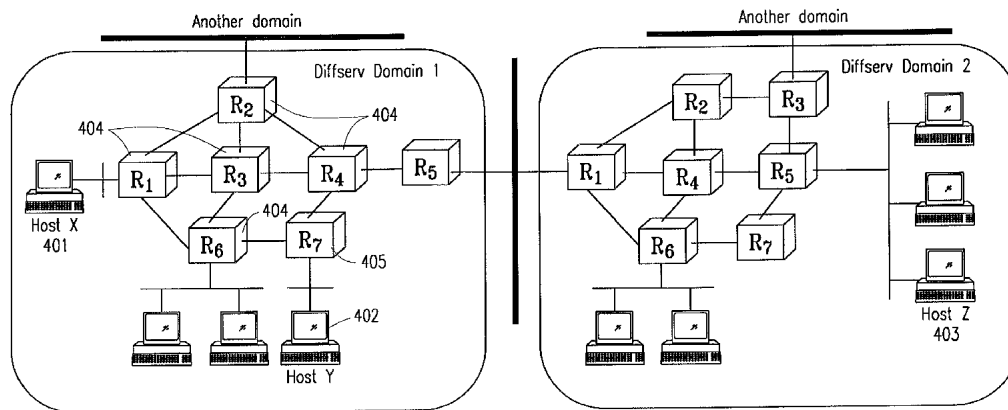 Another domain
Another domain
Diffserv Domain 1
Diffserv Domain 2
R2
R2
R3
404
404
404
R1
R3
R4
R5
R1
R4
R5
Host X
401
404
R6
R7
405
R6
R7
402
Host Y
Host Z
403